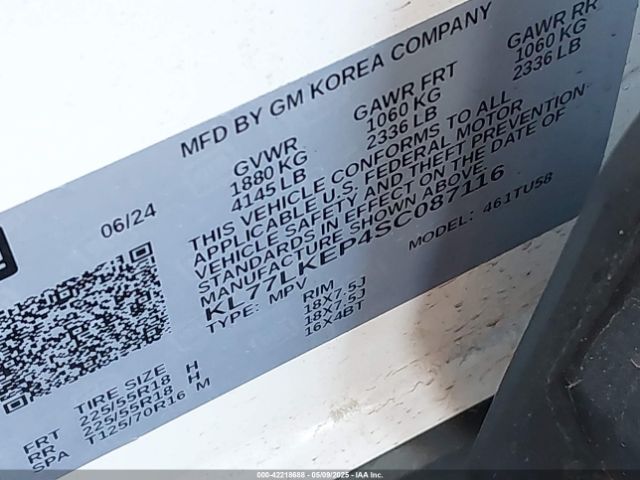 MFD BY GM KOREA COMPANY
06/24
GVWR
1880 KG
4145 LB
GAWR FRT
1060 KG
2336 LB
GAWR RR
1060 KG
2336 LB
THIS VEHICLE CONFORMS TO ALL
APPLICABLE U.S. FEDERAL MOTOR
VEHICLE SAFETY AND THEFT PREVENTION
STANDARDS IN EFFECT ON THE DATE OF
MANUFACTURE SHOWN ABOVE.
KL77LKEP4SC087116
TYPE: MPV
MODEL: 461TU58
TIRE SIZE
RIM
FRT 225/55R18 H 18X7.5J
RR 225/55R18 H 18X7.5J
SPA T125/70R16 M 16X4BT
000-42218688 - 05/09/2025 - © IAA, Inc.